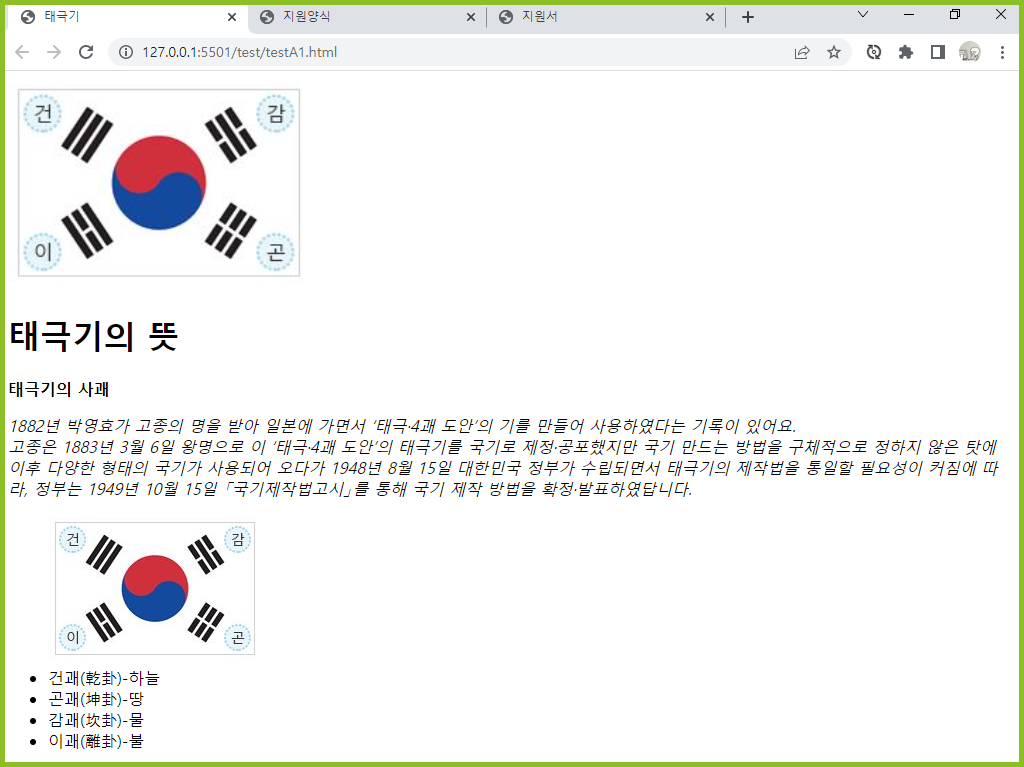 태극기
지원양식
지원서
127.0.0.1:5501/test/testA1.html
건
감
이
곤
태극기의 뜻
태극기의 사괘
1882년 박영효가 고종의 명을 받아 일본에 가면서 ‘태극·4괘 도안’의 기를 만들어 사용하였다는 기록이 있어요.
고종은 1883년 3월 6일 왕명으로 이 ‘태극·4괘 도안’의 태극기를 국기로 제정·공포했지만 국기 만드는 방법을 구체적으로 정하지 않은 탓에
이후 다양한 형태의 국기가 사용되어 오다가 1948년 8월 15일 대한민국 정부가 수립되면서 태극기의 제작법을 통일할 필요성이 커짐에 따
라, 정부는 1949년 10월 15일 「국기제작법고시」를 통해 국기 제작 방법을 확정·발표하였답니다.
건
감
이
곤
건괘(乾卦)-하늘
곤괘(坤卦)-땅
감괘(坎卦)-물
이괘(離卦)-불